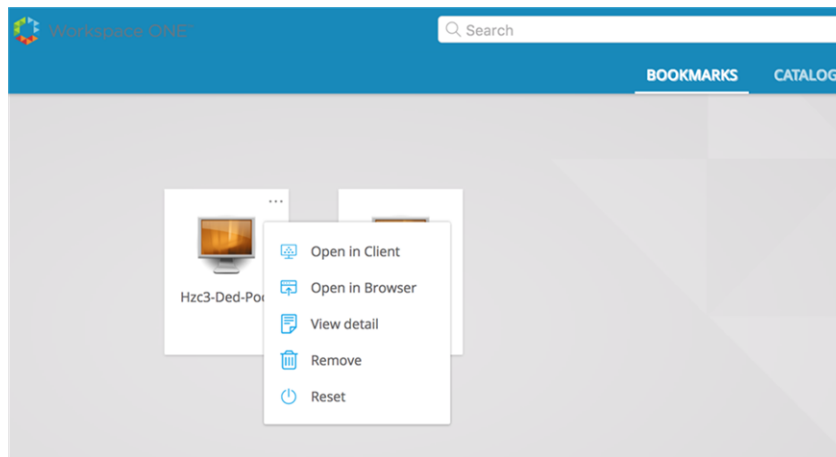 Workspace ONE
Search
BOOKMARKS
CATALOG
Hzc3-Ded-Poo
Open in Client
Open in Browser
View detail
Remove
Reset